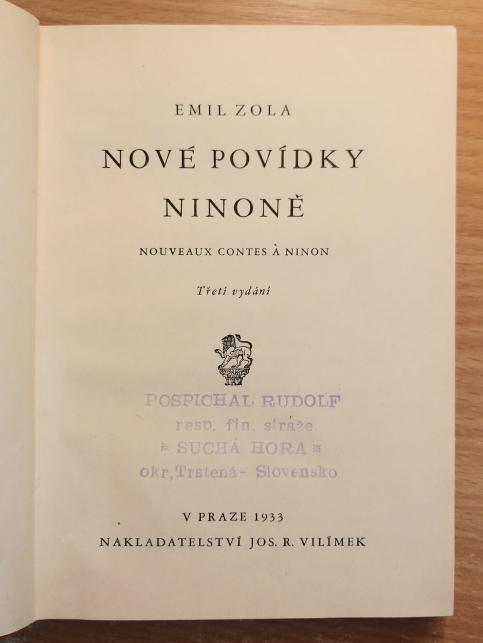 EMIL ZOLA
NOVÉ POVÍDKY
NINONĚ
NOUVEAUX CONTES À NINON
Třetí vydání
POSPICHAL RUDOLF
resp. fin. stráže
* SUCHÁ HORA *
okr, Trstená - Slovensko
V PRAZE 1933
NAKLADATELSTVÍ JOS. R. VILÍMEK